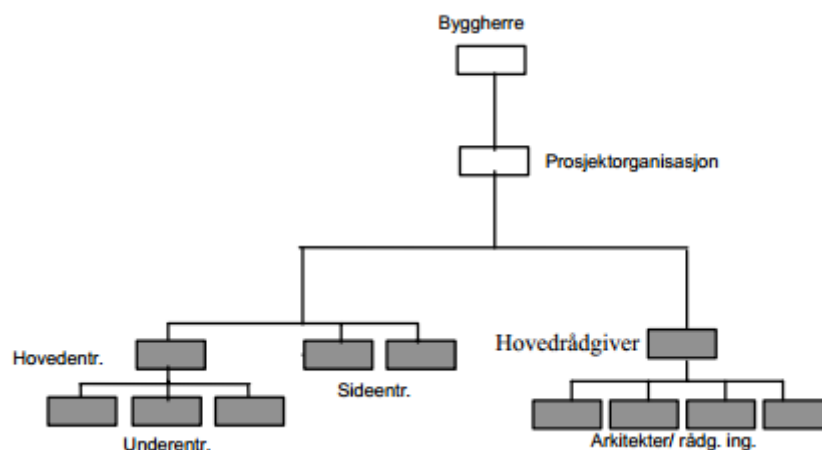 Byggherre
Prosjektorganisasjon
Hovedentr.
Hovedrådgiver
Sideentr.
Underentr.
Arkitekter/ rådg. ing.